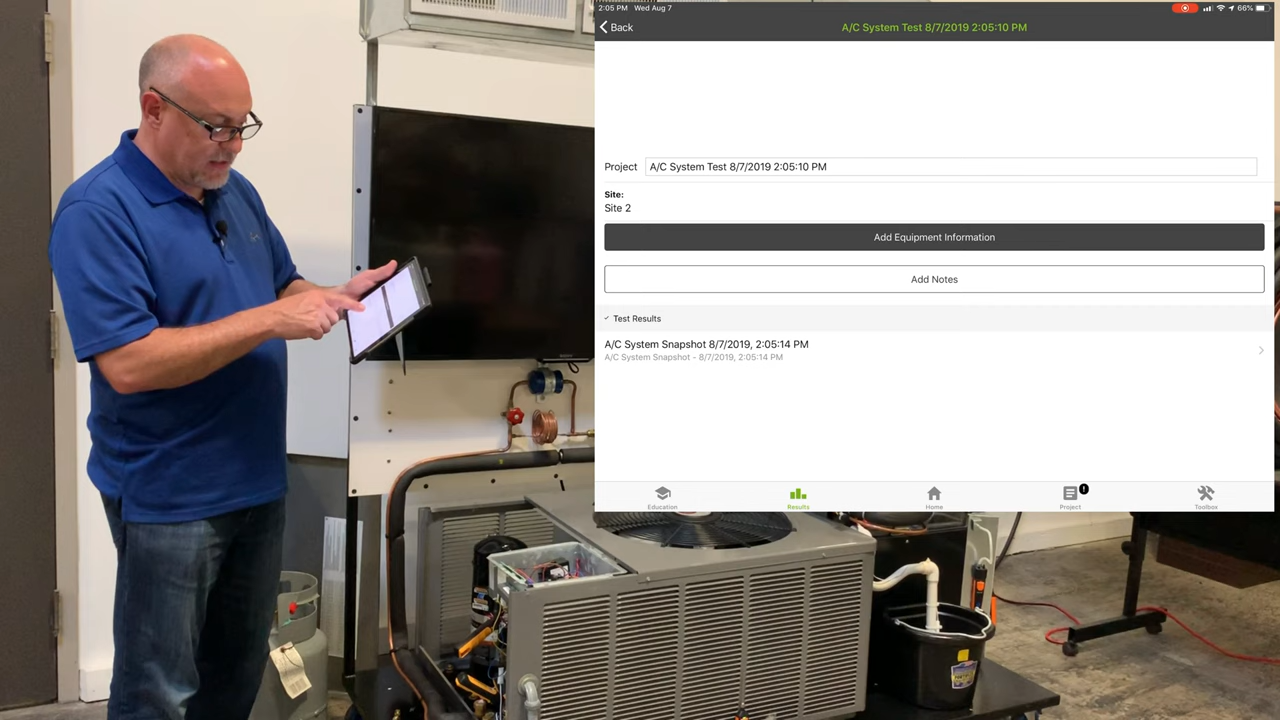 2:05 PM Wed Aug 7
66%
Back
A/C System Test 8/7/2019 2:05:10 PM
Project A/C System Test 8/7/2019 2:05:10 PM
Site:
Site 2
Add Equipment Information
Add Notes
Test Results
A/C System Snapshot 8/7/2019, 2:05:14 PM
A/C System Snapshot - 8/7/2019, 2:05:14 PM
Education Results Home Project Toolbox